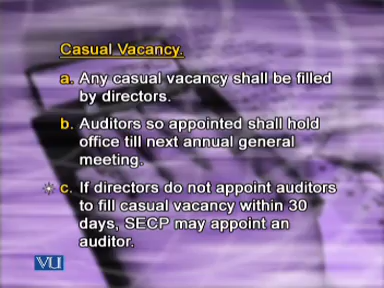 Casual Vacancy.
a. Any casual vacancy shall be filled
by directors.
b. Auditors so appointed shall hold
office till next annual general
meeting.
c. If directors do not appoint auditors
to fill casual vacancy within 30
days, SECP may appoint an
auditor.
VU